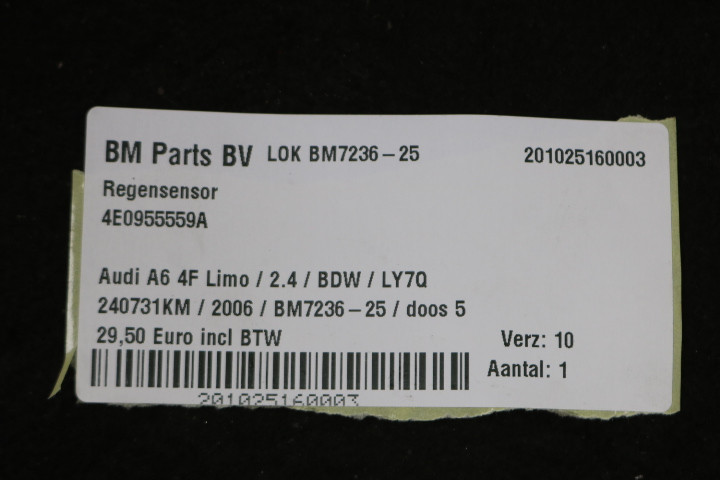 BM Parts BV LOK BM7236-25 201025160003
Regensensor
4E0955559A
Audi A6 4F Limo / 2.4 / BDW / LY7Q
240731KM / 2006 / BM7236-25 / doos 5
29,50 Euro incl BTW Verz: 10
Aantal: 1
201025160003